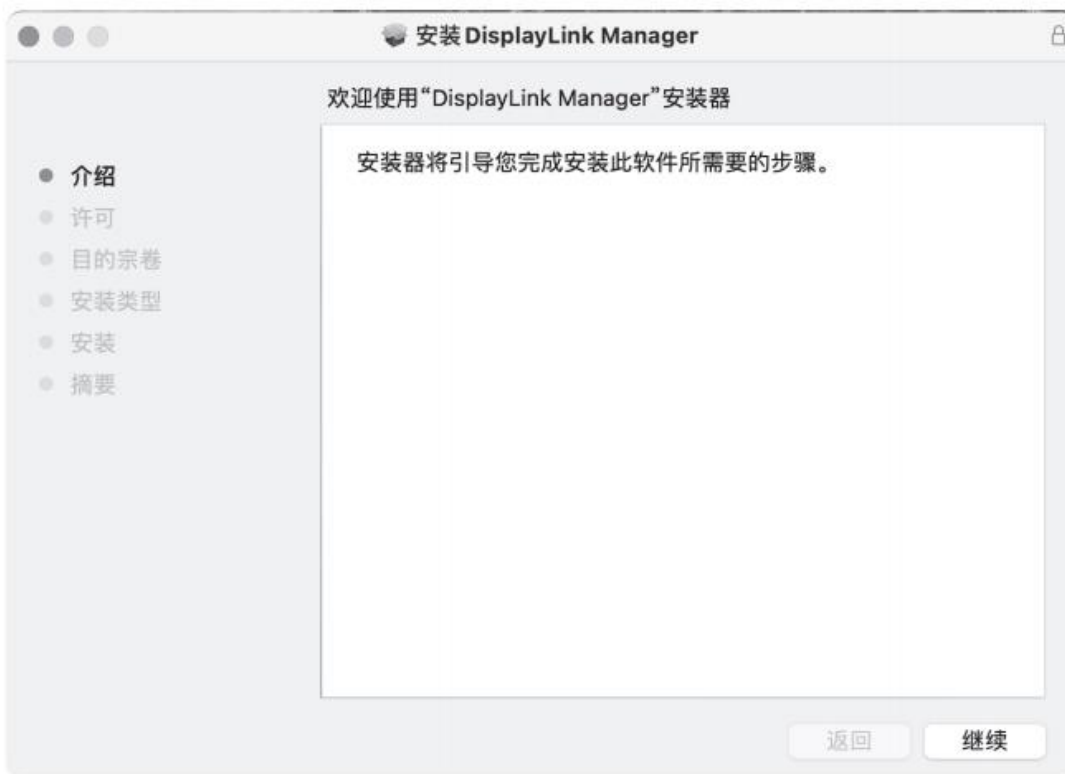 安装DisplayLink Manager
欢迎使用“DisplayLink Manager”安装器
介绍
许可
目的宗卷
安装类型
安装
摘要
安装器将引导您完成安装此软件所需要的步骤。
返回
继续